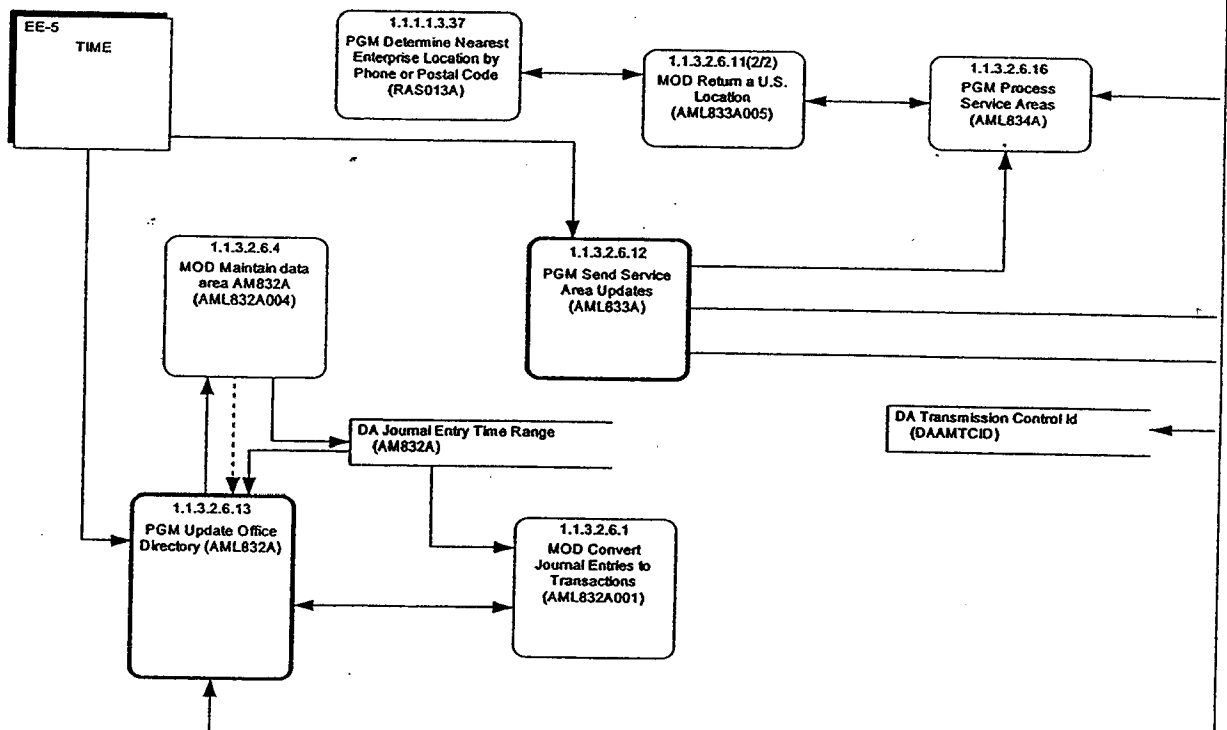 EE-5
TIME
1.1.1.1.3.37
PGM Determine Nearest
Enterprise Location by
Phone or Postal Code
(RAS013A)
1.1.3.2.6.11(2/2)
MOD Return a U.S.
Location
(AML833A005)
1.1.3.2.6.16
PGM Process
Service Areas
(AML834A)
1.1.3.2.6.4
MOD Maintain data
area AM832A
(AML832A004)
1.1.3.2.6.12
PGM Send Service
Area Updates
(AML833A)
DA Journal Entry Time Range
(AM832A)
DA Transmission Control Id
(DAAMTCID)
1.1.3.2.6.13
PGM Update Office
Directory (AML832A)
1.1.3.2.6.1
MOD Convert
Journal Entries to
Transactions
(AML832A001)